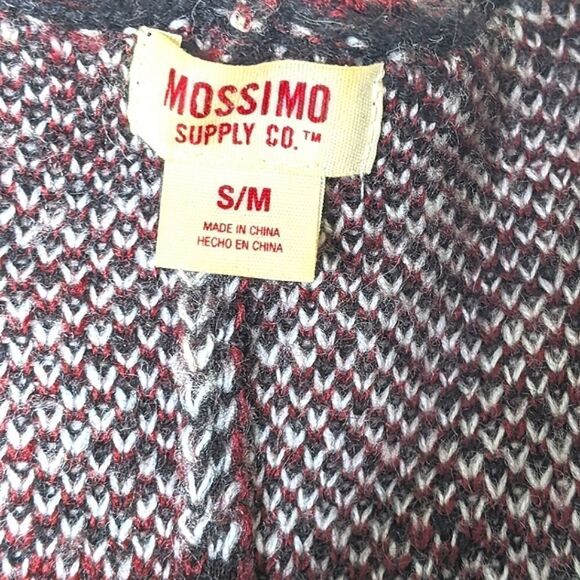 MOSSIMO
SUPPLY CO.™
S/M
MADE IN CHINA
HECHO EN CHINA